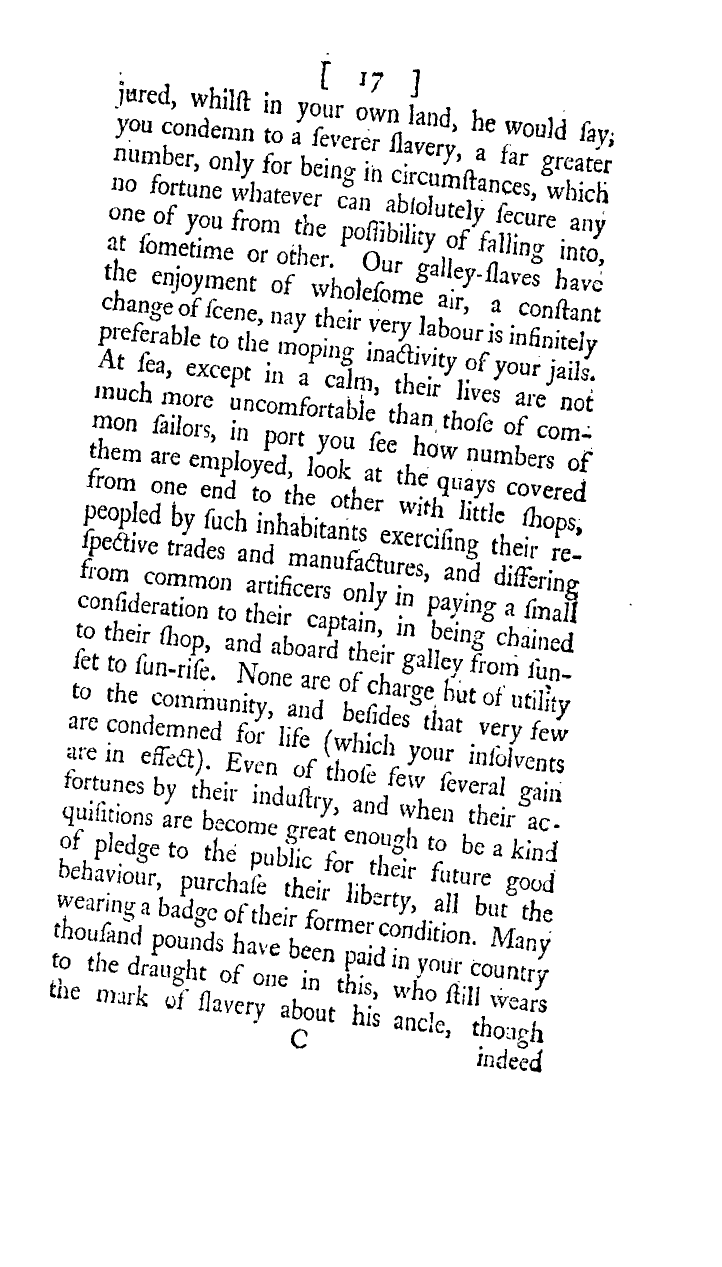 [ 17 ]
jured, whilſt in your own land, he would ſay;
you condemn to a ſeverer ſlavery, a far greater
number, only for being in circumſtances, which
no fortune whatever can abſolutely ſecure any
one of you from the poſſibility of falling into,
at ſometime or other. Our galley-ſlaves have
the enjoyment of wholeſome air, a conſtant
change of ſcene, nay their very labour is infinitely
preferable to the moping inactivity of your jails.
At ſea, except in a calm, their lives are not
much more uncomfortable than thoſe of com-
mon ſailors, in port you ſee how numbers of
them are employed, look at the quays covered
from one end to the other with little ſhops,
peopled by ſuch inhabitants exerciſing their re-
ſpective trades and manufactures, and differing
from common artificers only in paying a ſmall
conſideration to their captain, in being chained
to their ſhop, and aboard their galley from ſun-
ſet to ſun-riſe. None are of charge but of utility
to the community, and beſides that very few
are condemned for life (which your inſolvents
are in effect). Even of thoſe few ſeveral gain
fortunes by their induſtry, and when their ac-
quiſitions are become great enough to be a kind
of pledge to the public for their future good
behaviour, purchaſe their liberty, all but the
wearing a badge of their former condition. Many
thouſand pounds have been paid in your country
to the draught of one in this, who ſtill wears
the mark of ſlavery about his ancle, though
C
indeed